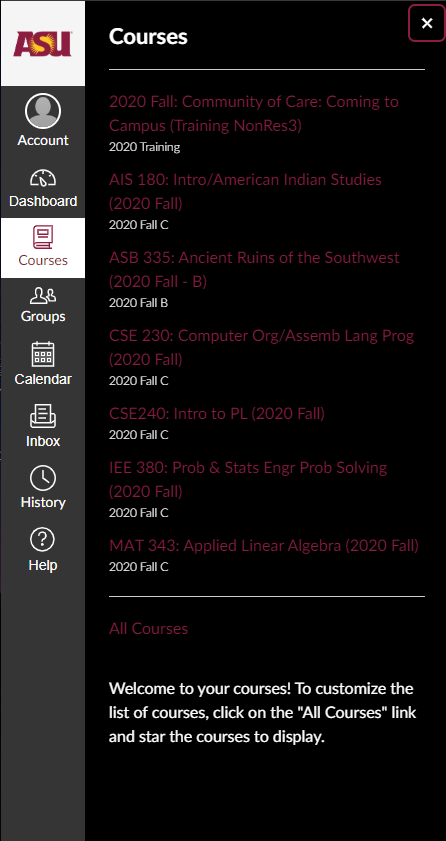 ASU
Account
Dashboard
Courses
Groups
Calendar
Inbox
History
Help
Courses
2020 Fall: Community of Care: Coming to
Campus (Training NonRes3)
2020 Training
AIS 180: Intro/American Indian Studies
(2020 Fall)
2020 Fall C
ASB 335: Ancient Ruins of the Southwest
(2020 Fall - B)
2020 Fall B
CSE 230: Computer Org/Assemb Lang Prog
(2020 Fall)
2020 Fall C
CSE240: Intro to PL (2020 Fall)
2020 Fall C
IEE 380: Prob & Stats Engr Prob Solving
(2020 Fall)
2020 Fall C
MAT 343: Applied Linear Algebra (2020 Fall)
2020 Fall C
All Courses
Welcome to your courses! To customize the
list of courses, click on the "All Courses" link
and star the courses to display.